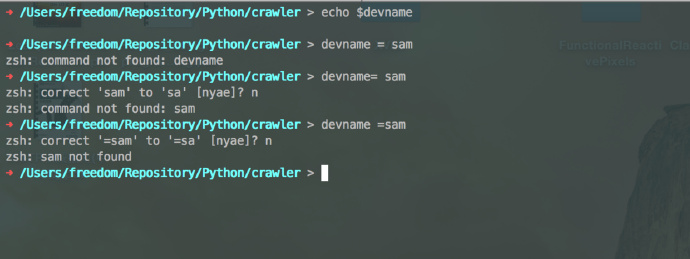 ➜ /Users/freedom/Repository/Python/crawler > echo $devname
➜ /Users/freedom/Repository/Python/crawler > devname = sam
zsh: command not found: devname
➜ /Users/freedom/Repository/Python/crawler > devname= sam
zsh: correct 'sam' to 'sa' [nyae]? n
zsh: command not found: sam
➜ /Users/freedom/Repository/Python/crawler > devname =sam
zsh: correct '=sam' to '=sa' [nyae]? n
zsh: sam not found
➜ /Users/freedom/Repository/Python/crawler >
FunctionalReacti
vePixels